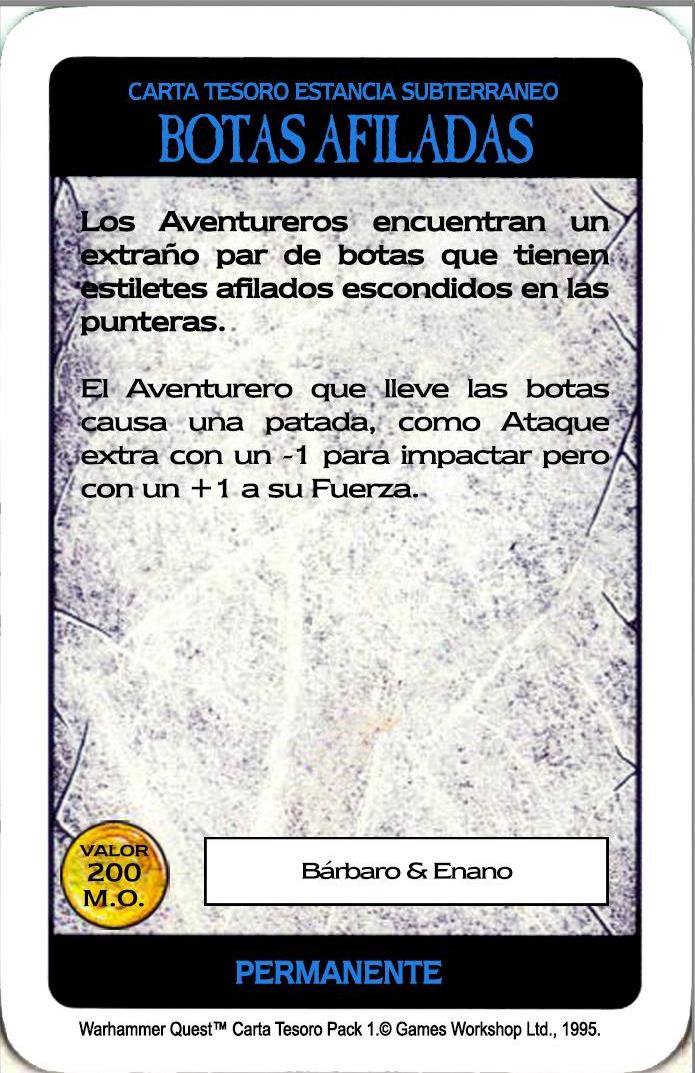 CARTA TESORO ESTANCIA SUBTERRANEO
BOTAS AFILADAS
Los Aventureros encuentran un
extraño par de botas que tienen
estiletes afilados escondidos en las
punteras.
El Aventurero que lleve las botas
causa una patada, como Ataque
extra con un -1 para impactar pero
con un +1 a su Fuerza.
VALOR
200
M.O.
Bárbaro & Enano
PERMANENTE
Warhammer Quest™ Carta Tesoro Pack 1.© Games Workshop Ltd., 1995.